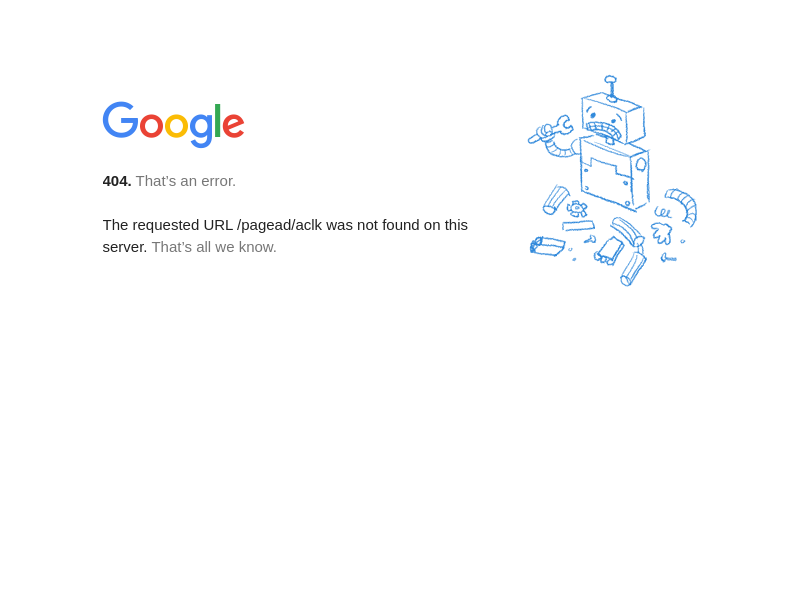 Google
404. That’s an error.
The requested URL /pagead/aclk was not found on this
server. That’s all we know.